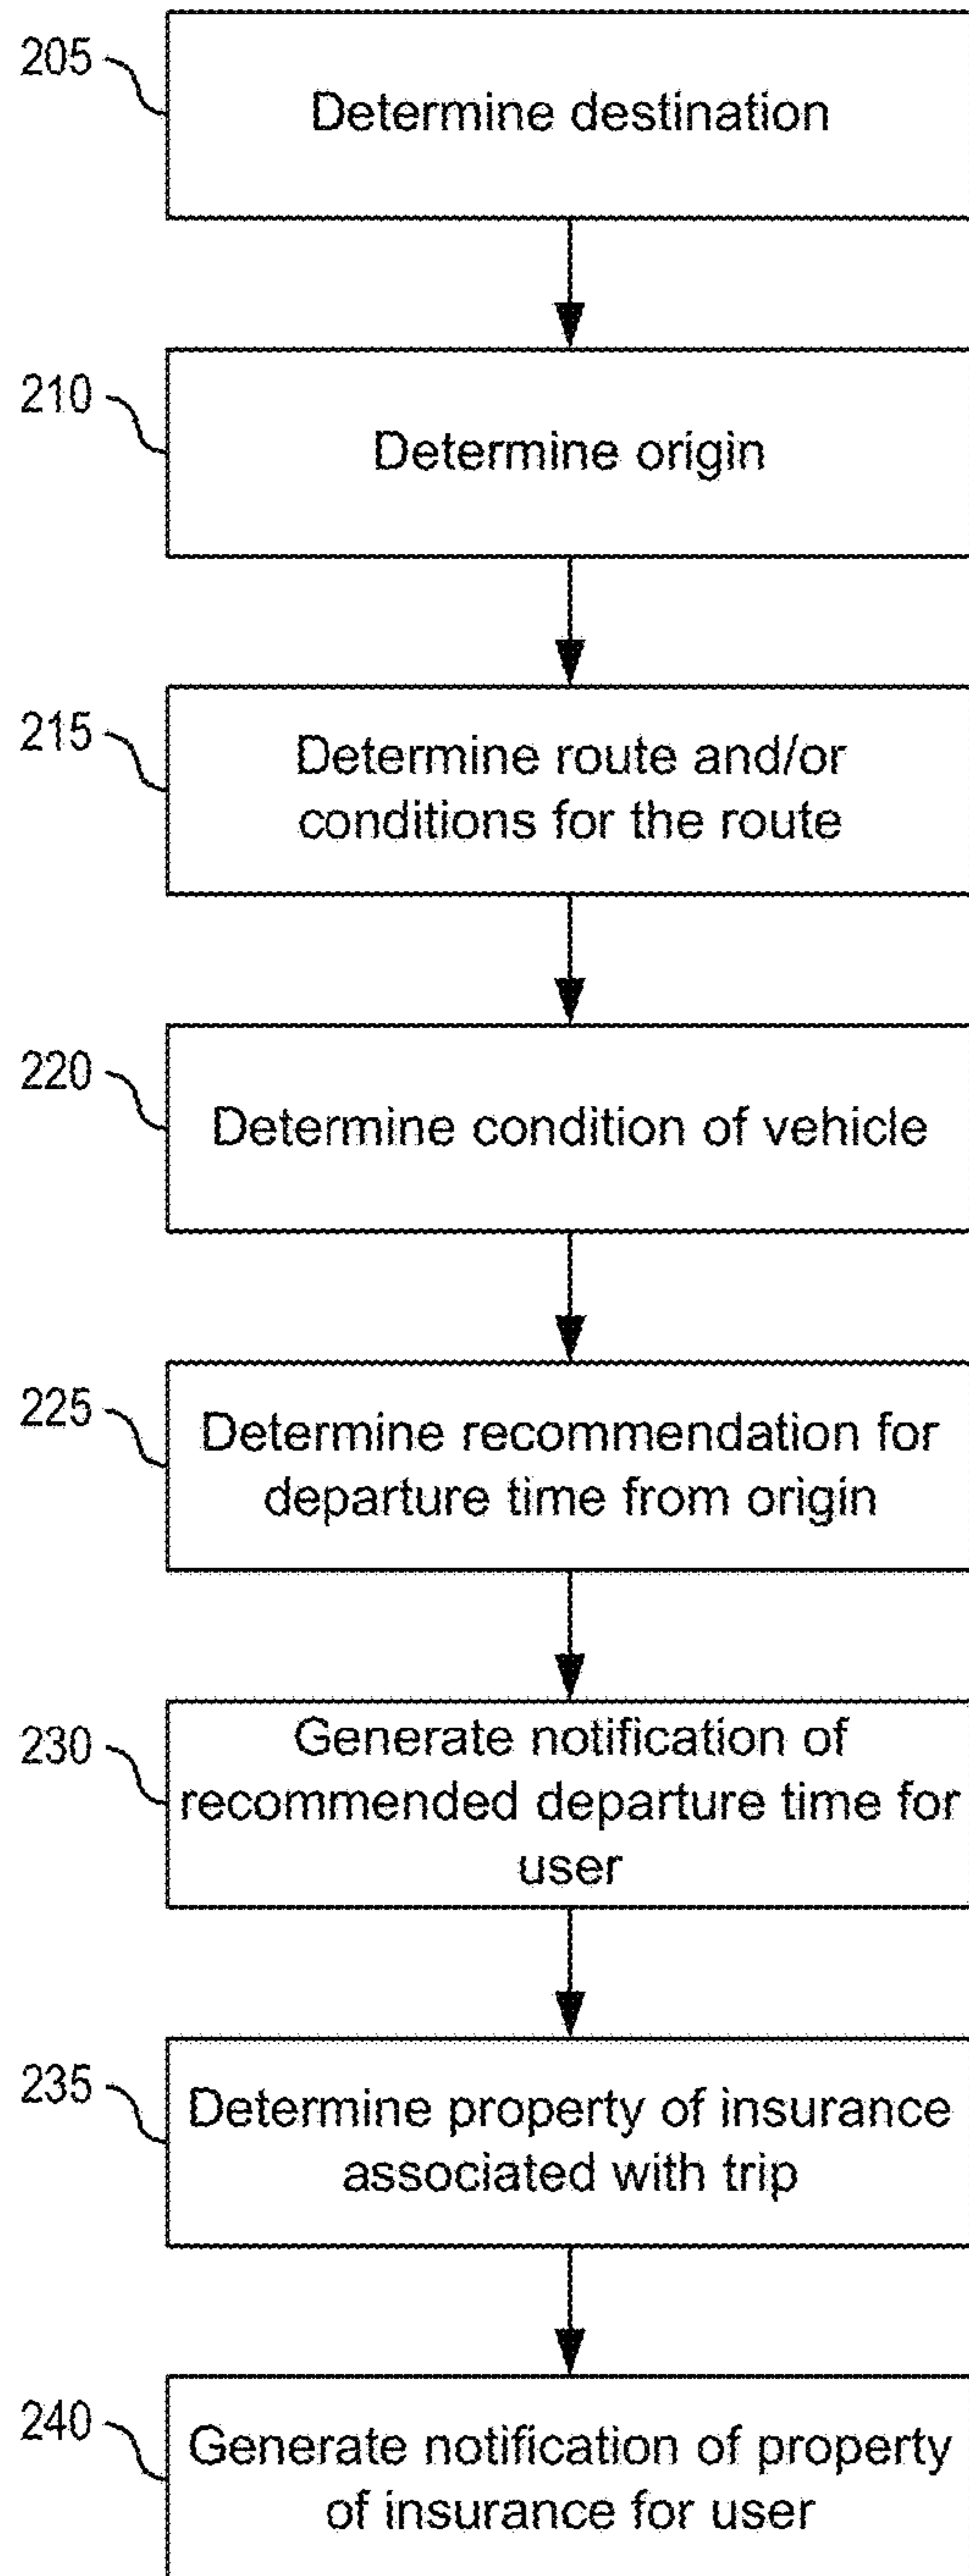 205
Determine destination
210
Determine origin
215
Determine route and/or
conditions for the route
220
Determine condition of vehicle
225
Determine recommendation for
departure time from origin
230
Generate notification of
recommended departure time for
user
235
Determine property of insurance
associated with trip
240
Generate notification of property
of insurance for user